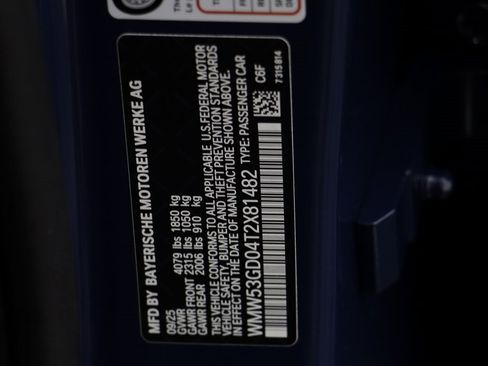 MFD BY BAYERISCHE MOTOREN WERKE AG
09/25
GVWR 4079 lbs 1850 kg
GAWR FRONT 2315 lbs 1050 kg
GAWR REAR 2006 lbs 910 kg
THIS VEHICLE CONFORMS TO ALL APPLICABLE U.S.FEDERAL MOTOR
VEHICLE SAFETY, BUMPER AND THEFT PREVENTION STANDARDS
IN EFFECT ON THE DATE OF MANUFACTURE SHOWN ABOVE.
WMW53GD04T2X81482 TYPE: PASSENGER CAR
C6F
7315814